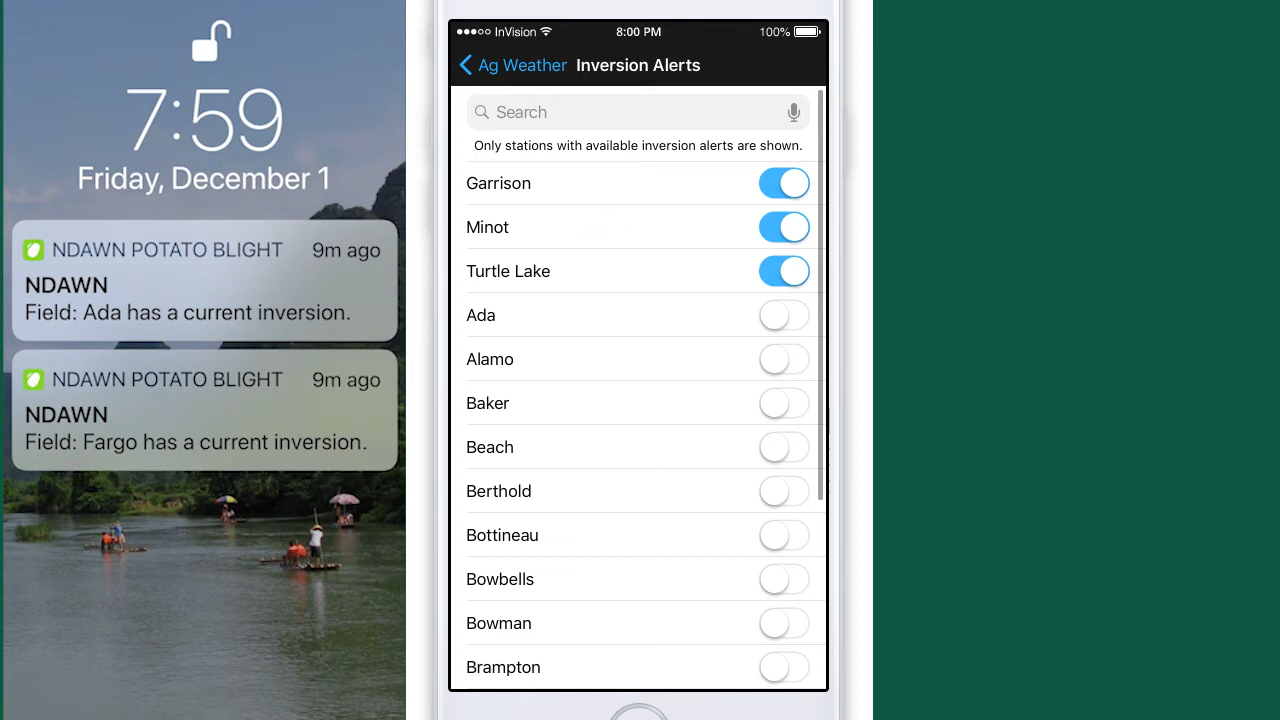 7:59
Friday, December 1
NDAWN POTATO BLIGHT 9m ago
NDAWN
Field: Ada has a current inversion.
NDAWN POTATO BLIGHT 9m ago
NDAWN
Field: Fargo has a current inversion.
InVision 8:00 PM 100%
Ag Weather Inversion Alerts
Search
Only stations with available inversion alerts are shown.
Garrison
Minot
Turtle Lake
Ada
Alamo
Baker
Beach
Berthold
Bottineau
Bowbells
Bowman
Brampton